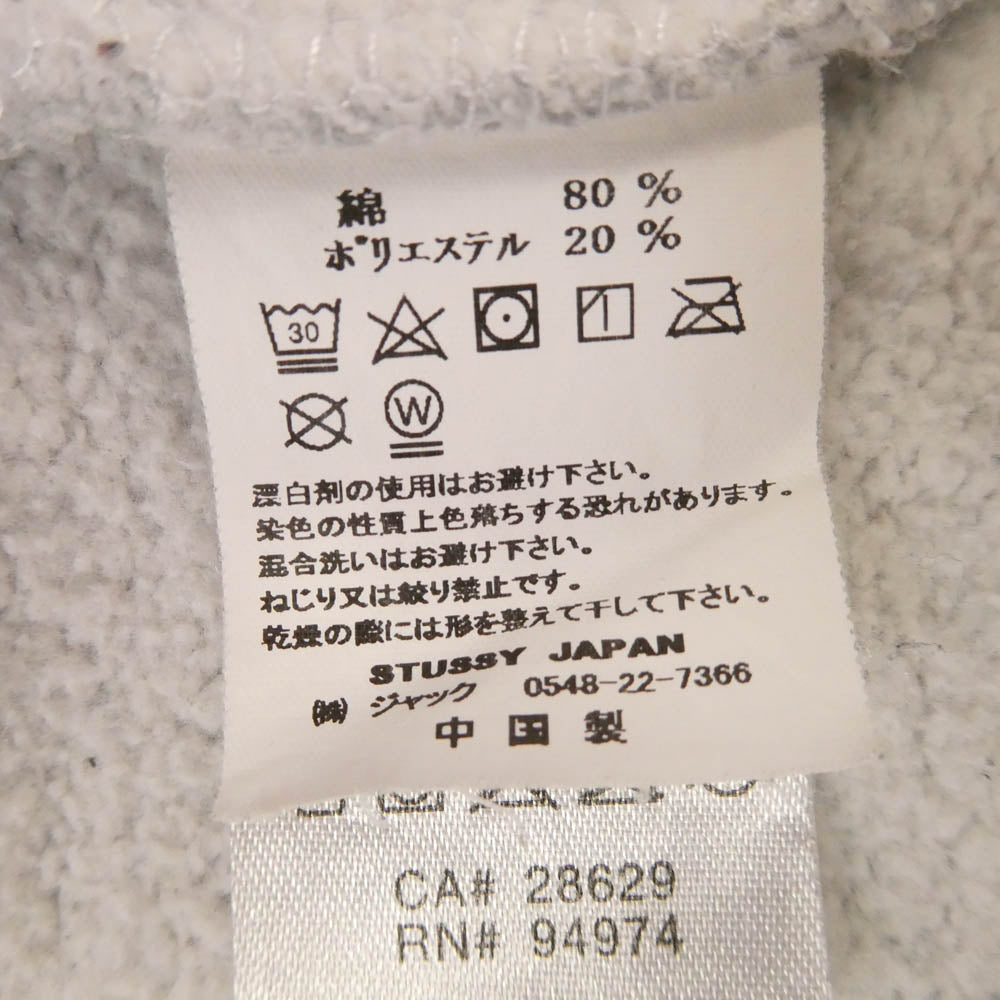 綿 80 %
ポリエステル 20 %
30
W
漂白剤の使用はお避け下さい。
染色の性質上色落ちする恐れがあります。
混合洗いはお避け下さい。
ねじり又は絞り禁止です。
乾燥の際には形を整えて干して下さい。
STUSSY JAPAN
㈱ ジャック 0548-22-7366
中国製
CA# 28629
RN# 94974